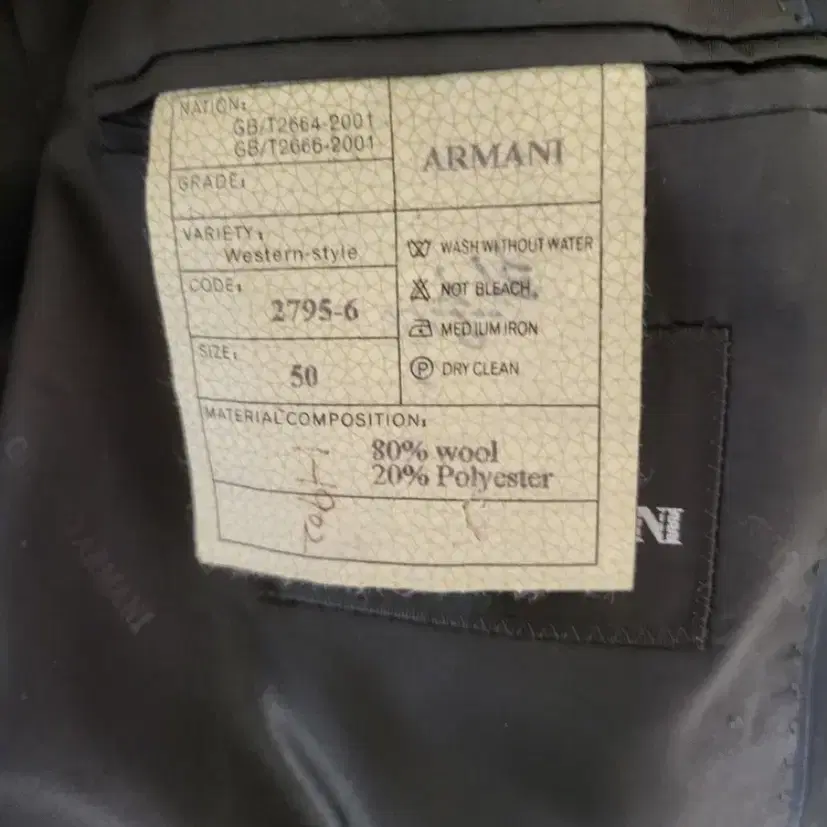 NATION:
GB/T2664-2001
GB/T2666-2001
ARMANI
GRADE:
VARIETY:
Western-style
CODE:
2795-6
SIZE:
50
WASH WITHOUT WATER
NOT BLEACH.
MEDIUM IRON
P DRY CLEAN
MATERIAL COMPOSITION:
80% wool
20% Polyester
NI